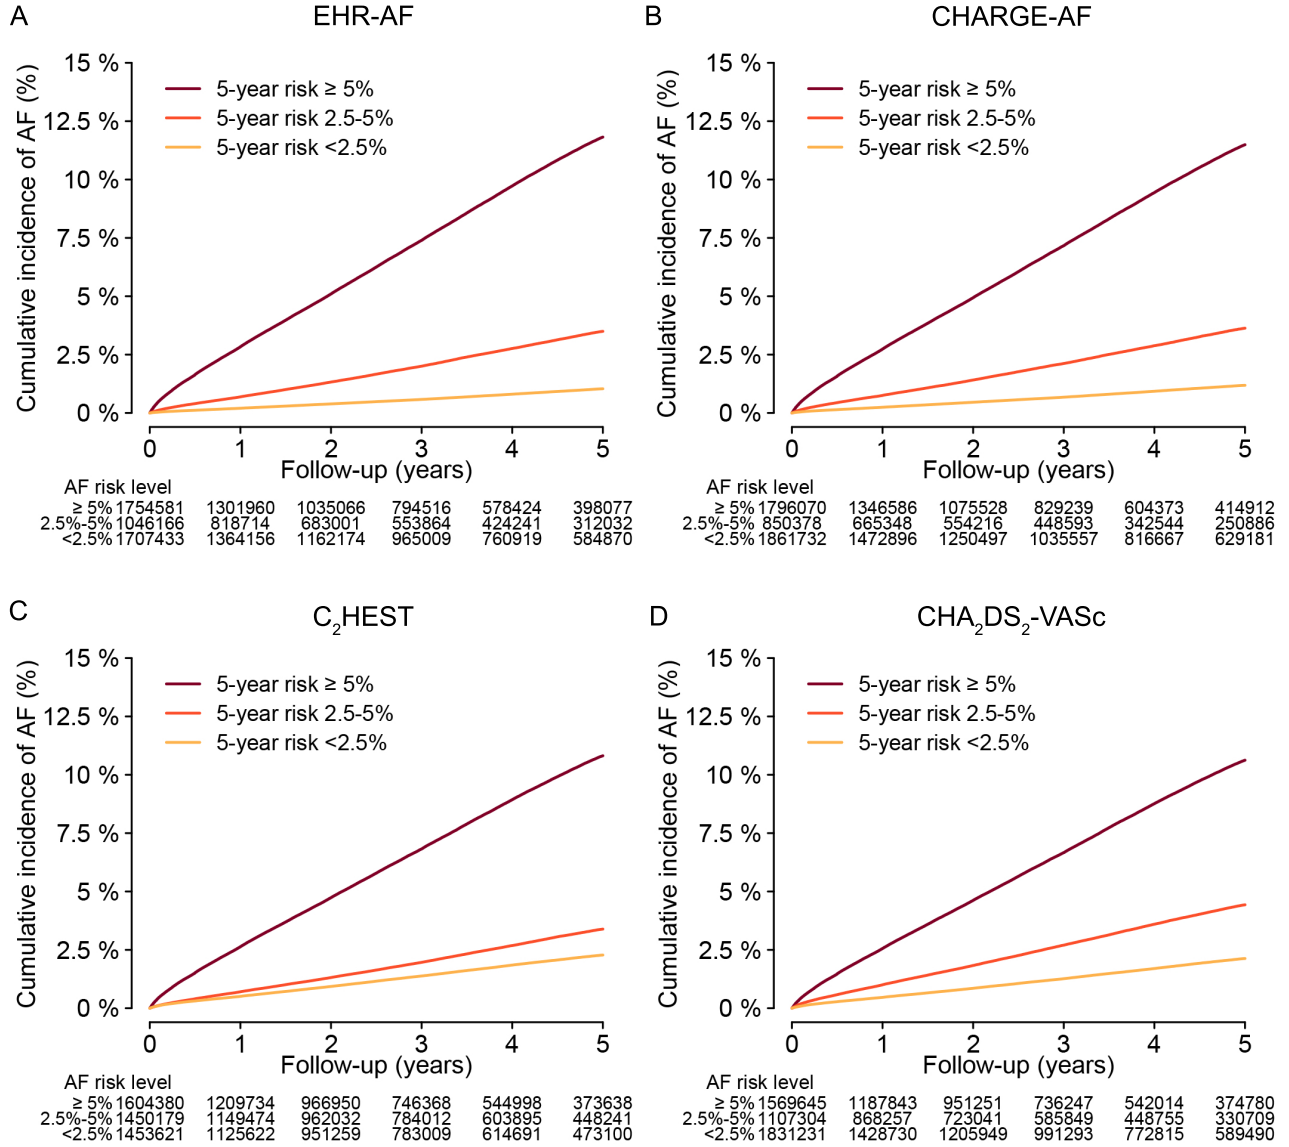 A
EHR-AF
Cumulative incidence of AF (%)
15 %
12.5 %
10 %
7.5 %
5 %
2.5 %
0 %
5-year risk ≥ 5%
5-year risk 2.5-5%
5-year risk <2.5%
0 1 2 3 4 5
Follow-up (years)
AF risk level
≥ 5% 1754581 1301960 1035066 794516 578424 398077
2.5%-5% 1046166 818714 683001 553864 424241 312032
<2.5% 1707433 1364156 1162174 965009 760919 584870
B
CHARGE-AF
Cumulative incidence of AF (%)
15 %
12.5 %
10 %
7.5 %
5 %
2.5 %
0 %
5-year risk ≥ 5%
5-year risk 2.5-5%
5-year risk <2.5%
0 1 2 3 4 5
Follow-up (years)
AF risk level
≥ 5% 1796070 1346586 1075528 829239 604373 414912
2.5%-5% 850378 665348 554216 448593 342544 250886
<2.5% 1861732 1472896 1250497 1035557 816667 629181
C
C2HEST
Cumulative incidence of AF (%)
15 %
12.5 %
10 %
7.5 %
5 %
2.5 %
0 %
5-year risk ≥ 5%
5-year risk 2.5-5%
5-year risk <2.5%
0 1 2 3 4 5
Follow-up (years)
AF risk level
≥ 5% 1604380 1209734 966950 746368 544998 373638
2.5%-5% 1450179 1149474 962032 784012 603895 448241
<2.5% 1453621 1125622 951259 783009 614691 473100
D
CHA2DS2-VASc
Cumulative incidence of AF (%)
15 %
12.5 %
10 %
7.5 %
5 %
2.5 %
0 %
5-year risk ≥ 5%
5-year risk 2.5-5%
5-year risk <2.5%
0 1 2 3 4 5
Follow-up (years)
AF risk level
≥ 5% 1569645 1187843 951251 736247 542014 374780
2.5%-5% 1107304 868257 723041 585649 448755 330709
<2.5% 1831231 1428730 1205949 991293 772815 589490